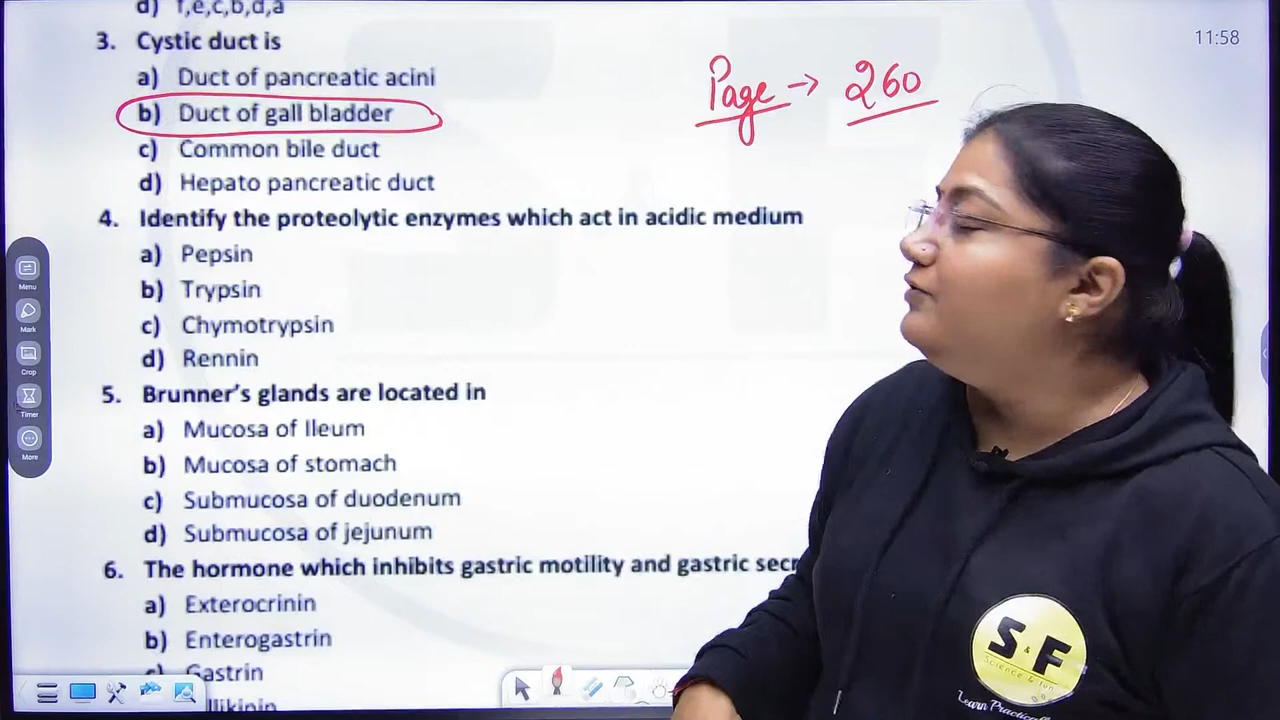 d) f,e,c,b,d,a
3. Cystic duct is
a) Duct of pancreatic acini
b) Duct of gall bladder
c) Common bile duct
d) Hepato pancreatic duct
4. Identify the proteolytic enzymes which act in acidic medium
a) Pepsin
b) Trypsin
c) Chymotrypsin
d) Rennin
5. Brunner's glands are located in
a) Mucosa of Ileum
b) Mucosa of stomach
c) Submucosa of duodenum
d) Submucosa of jejunum
6. The hormone which inhibits gastric motility and gastric secr
a) Exterocrinin
b) Enterogastrin
c) Gastrin
llikinin
Page → 260
11:58
Menu
Mark
Crop
Timer
More
S&F
Science & fun
Learn Practical